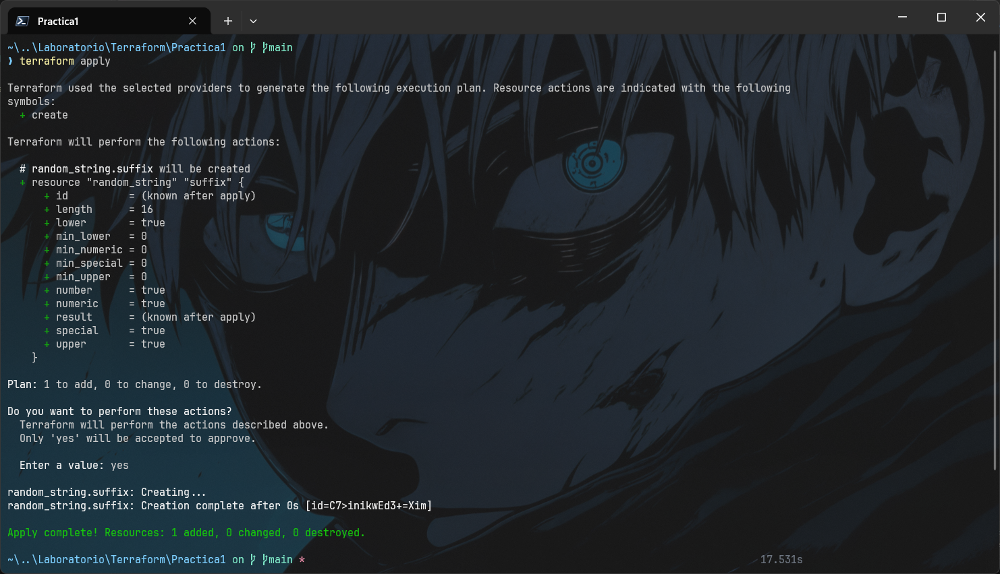 Practica1
~\..\Laboratorio\Terraform\Practica1 on main
❯ terraform apply
Terraform used the selected providers to generate the following execution plan. Resource actions are indicated with the following
symbols:
+ create
Terraform will perform the following actions:
# random_string.suffix will be created
+ resource "random_string" "suffix" {
+ id = (known after apply)
+ length = 16
+ lower = true
+ min_lower = 0
+ min_numeric = 0
+ min_special = 0
+ min_upper = 0
+ number = true
+ numeric = true
+ result = (known after apply)
+ special = true
+ upper = true
}
Plan: 1 to add, 0 to change, 0 to destroy.
Do you want to perform these actions?
Terraform will perform the actions described above.
Only 'yes' will be accepted to approve.
Enter a value: yes
random_string.suffix: Creating...
random_string.suffix: Creation complete after 0s [id=C7>inikwEd3+=Xim]
Apply complete! Resources: 1 added, 0 changed, 0 destroyed.
~\..\Laboratorio\Terraform\Practica1 on main * 17.531s